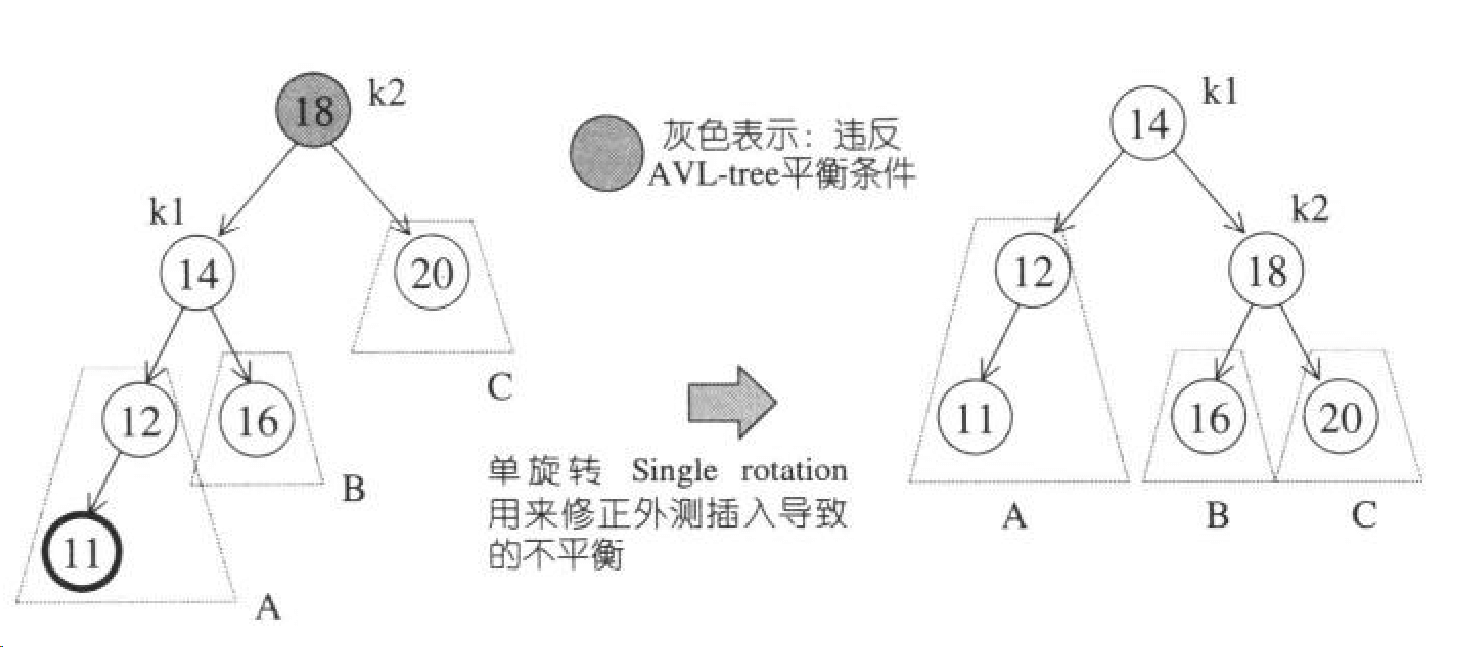 18 k2
k1
14 20
C
12 16
B
11
A
灰色表示：违反
AVL-tree平衡条件
单旋转 Single rotation
用来修正外测插入导致
的不平衡
14 k1
k2
12 18
11 16 20
A B C